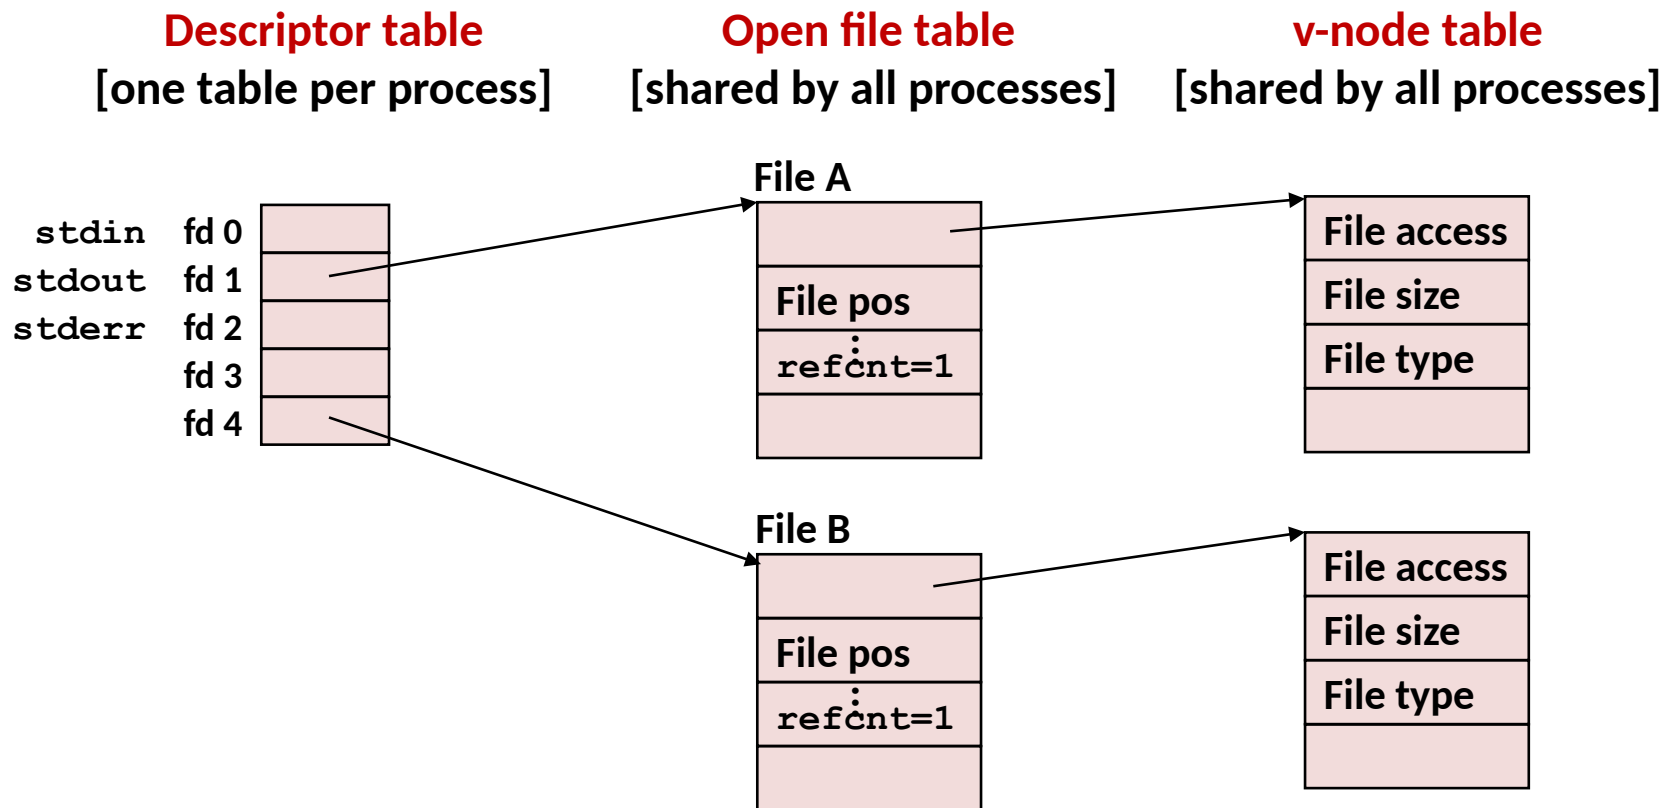 Descriptor table
[one table per process]
Open file table
[shared by all processes]
v-node table
[shared by all processes]
stdin fd 0
stdout fd 1
stderr fd 2
fd 3
fd 4
File A
File pos
refcnt=1
File access
File size
File type
File B
File pos
refcnt=1
File access
File size
File type